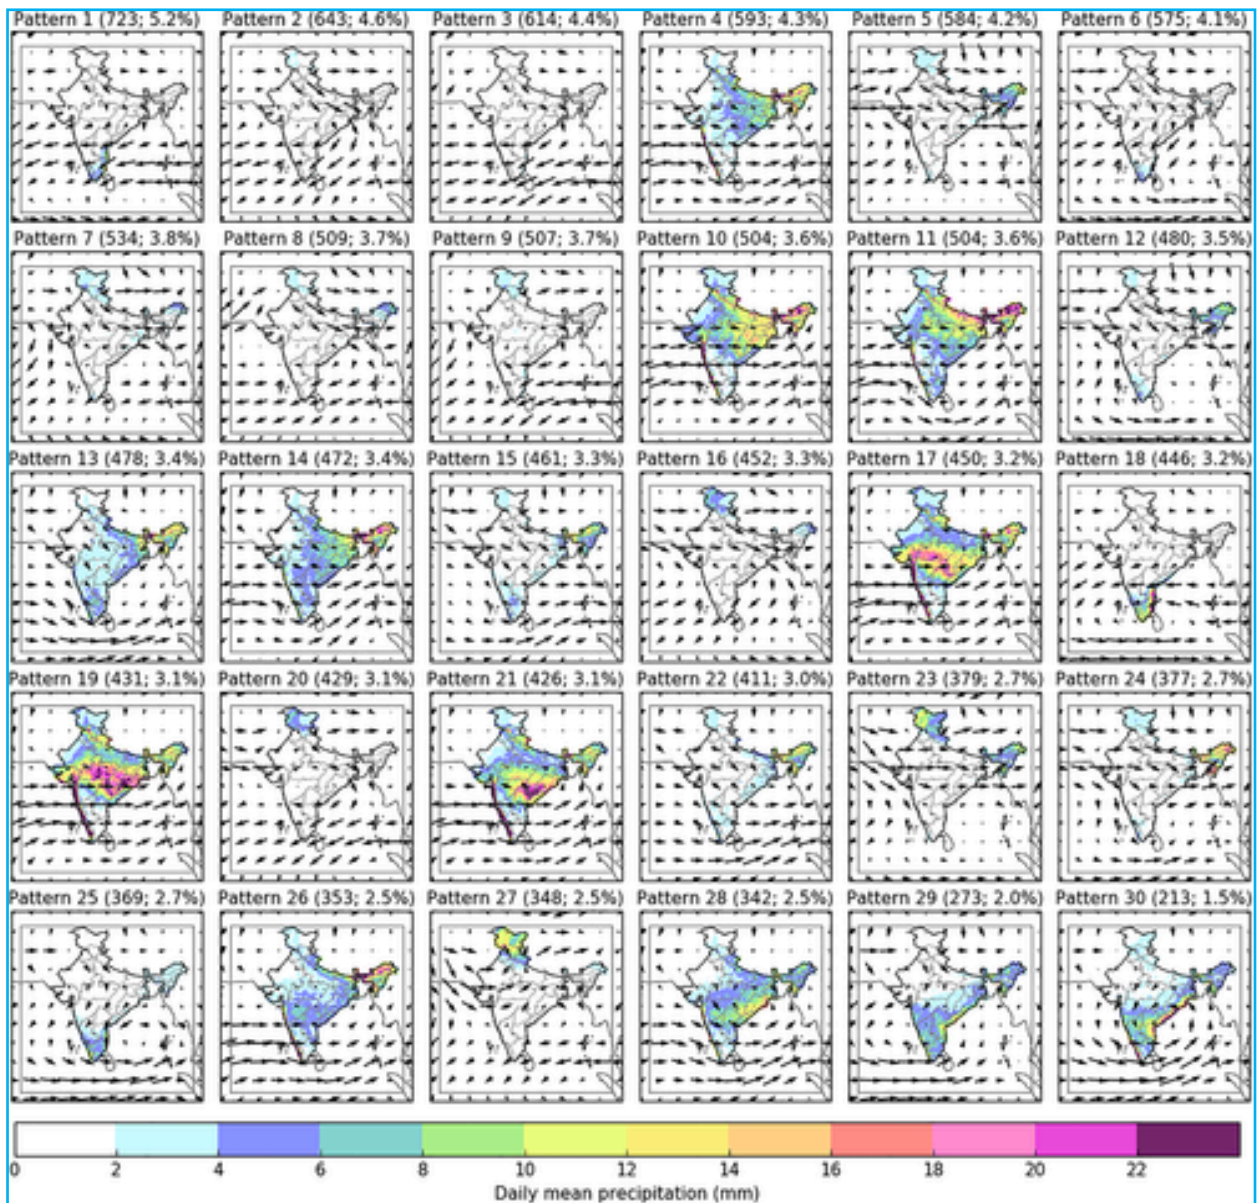 Pattern 1 (723; 5.2%) Pattern 2 (643; 4.6%) Pattern 3 (614; 4.4%) Pattern 4 (593; 4.3%) Pattern 5 (584; 4.2%) Pattern 6 (575; 4.1%)
Pattern 7 (534; 3.8%) Pattern 8 (509; 3.7%) Pattern 9 (507; 3.7%) Pattern 10 (504; 3.6%) Pattern 11 (504; 3.6%) Pattern 12 (480; 3.5%)
Pattern 13 (478; 3.4%) Pattern 14 (472; 3.4%) Pattern 15 (461; 3.3%) Pattern 16 (452; 3.3%) Pattern 17 (450; 3.2%) Pattern 18 (446; 3.2%)
Pattern 19 (431; 3.1%) Pattern 20 (429; 3.1%) Pattern 21 (426; 3.1%) Pattern 22 (411; 3.0%) Pattern 23 (379; 2.7%) Pattern 24 (377; 2.7%)
Pattern 25 (369; 2.7%) Pattern 26 (353; 2.5%) Pattern 27 (348; 2.5%) Pattern 28 (342; 2.5%) Pattern 29 (273; 2.0%) Pattern 30 (213; 1.5%)
0 2 4 6 8 10 12 14 16 18 20 22
Daily mean precipitation (mm)